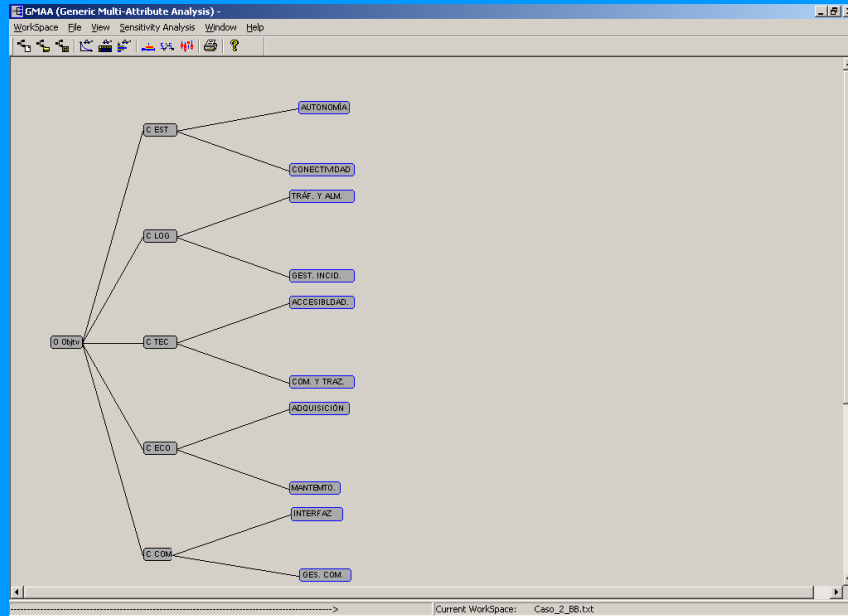 GMAA (Generic Multi-Attribute Analysis) -
WorkSpace File View Sensitivity Analysis Window Help
AUTONOMÍA
C EST
CONECTIVIDAD
TRÁF. Y ALM.
C LOG
GEST. INCID.
ACCESIBLDAD.
O Objtv
C TEC
COM. Y TRAZ.
ADQUISICIÓN
C ECO
MANTEMTO.
INTERFAZ
C COM
GES. COM.
Current WorkSpace: Caso_2_BB.txt